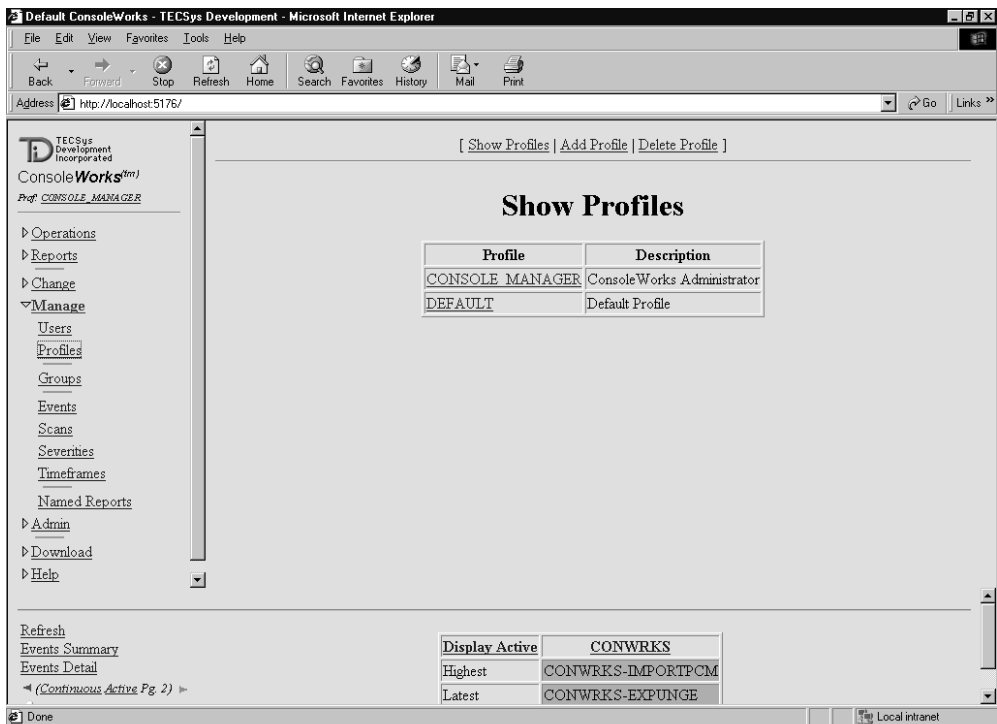 Default ConsoleWorks - TECSys Development - Microsoft Internet Explorer
File Edit View Favorites Tools Help
Back Forward Stop Refresh Home Search Favorites History Mail Print
Address http://localhost:5176/ Go Links »
TECSys
Development
Incorporated
ConsoleWorks(tm)
Prof: CONSOLE_MANAGER
Operations
Reports
Change
Manage
Users
Profiles
Groups
Events
Scans
Severities
Timeframes
Named Reports
Admin
Download
Help
[ Show Profiles | Add Profile | Delete Profile ]
Show Profiles
Profile Description
CONSOLE_MANAGER ConsoleWorks Administrator
DEFAULT Default Profile
Refresh
Events Summary
Events Detail
(Continuous Active Pg. 2)
Display Active CONWRKS
Highest CONWRKS-IMPORTPCM
Latest CONWRKS-EXPUNGE
Done Local intranet